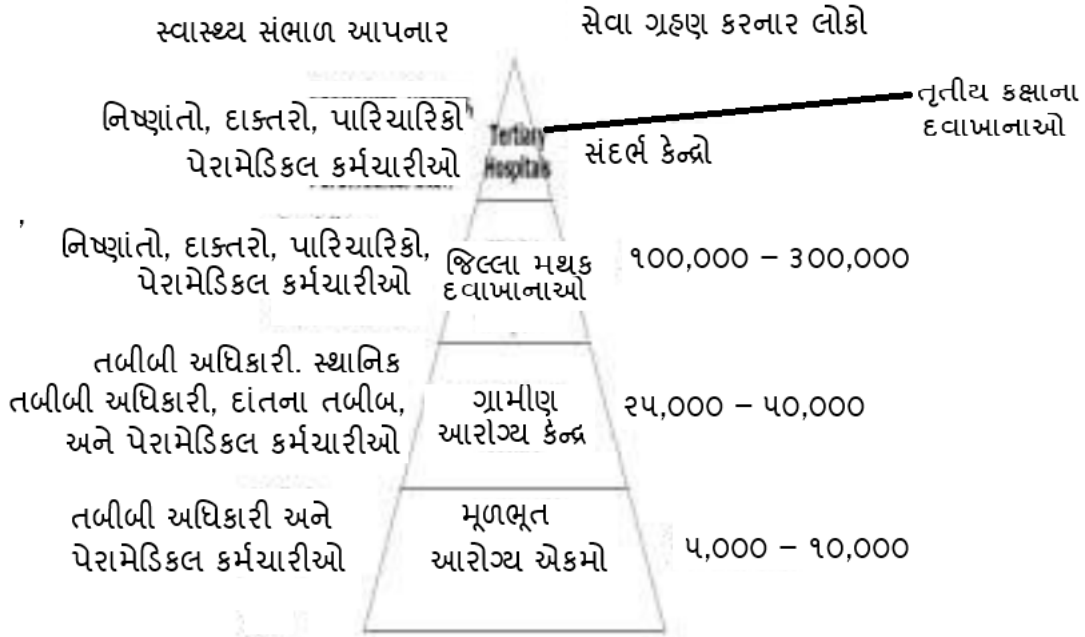 સ્વાસ્થ્ય સંભાળ આપનાર
સેવા ગ્રહણ કરનાર લોકો
નિષ્ણાંતો, દાક્તરો, પારિચારિકો
પેરામેડિકલ કર્મચારીઓ
Tertiary
Hospitals
સંદર્ભ કેન્દ્રો
તૃતીય કક્ષાના
દવાખાનાઓ
,
નિષ્ણાંતો, દાક્તરો, પારિચારિકો,
પેરામેડિકલ કર્મચારીઓ
જિલ્લા મથક
દવાખાનાઓ
૧૦૦,૦૦૦ – ૩૦૦,૦૦૦
તબીબી અધિકારી. સ્થાનિક
તબીબી અધિકારી, દાંતના તબીબ,
અને પેરામેડિકલ કર્મચારીઓ
ગ્રામીણ
આરોગ્ય કેન્દ્ર
૨૫,૦૦૦ – ૫૦,૦૦૦
તબીબી અધિકારી અને
પેરામેડિકલ કર્મચારીઓ
મૂળભૂત
આરોગ્ય એકમો
૫,૦૦૦ – ૧૦,૦૦૦